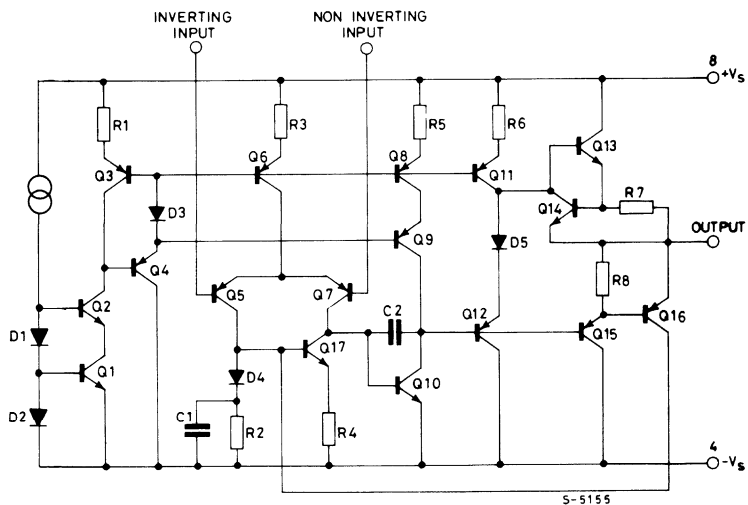 INVERTING
INPUT
NON INVERTING
INPUT
8
+Vs
R1
R3
R5
R6
Q13
Q3
Q6
Q8
Q11
R7
D3
Q14
OUTPUT
Q4
Q9
D5
Q5
Q7
R8
Q2
C2
Q12
Q15
Q16
D1
Q17
Q1
D4
Q10
D2
C1
R2
R4
4
-Vs
S-5155